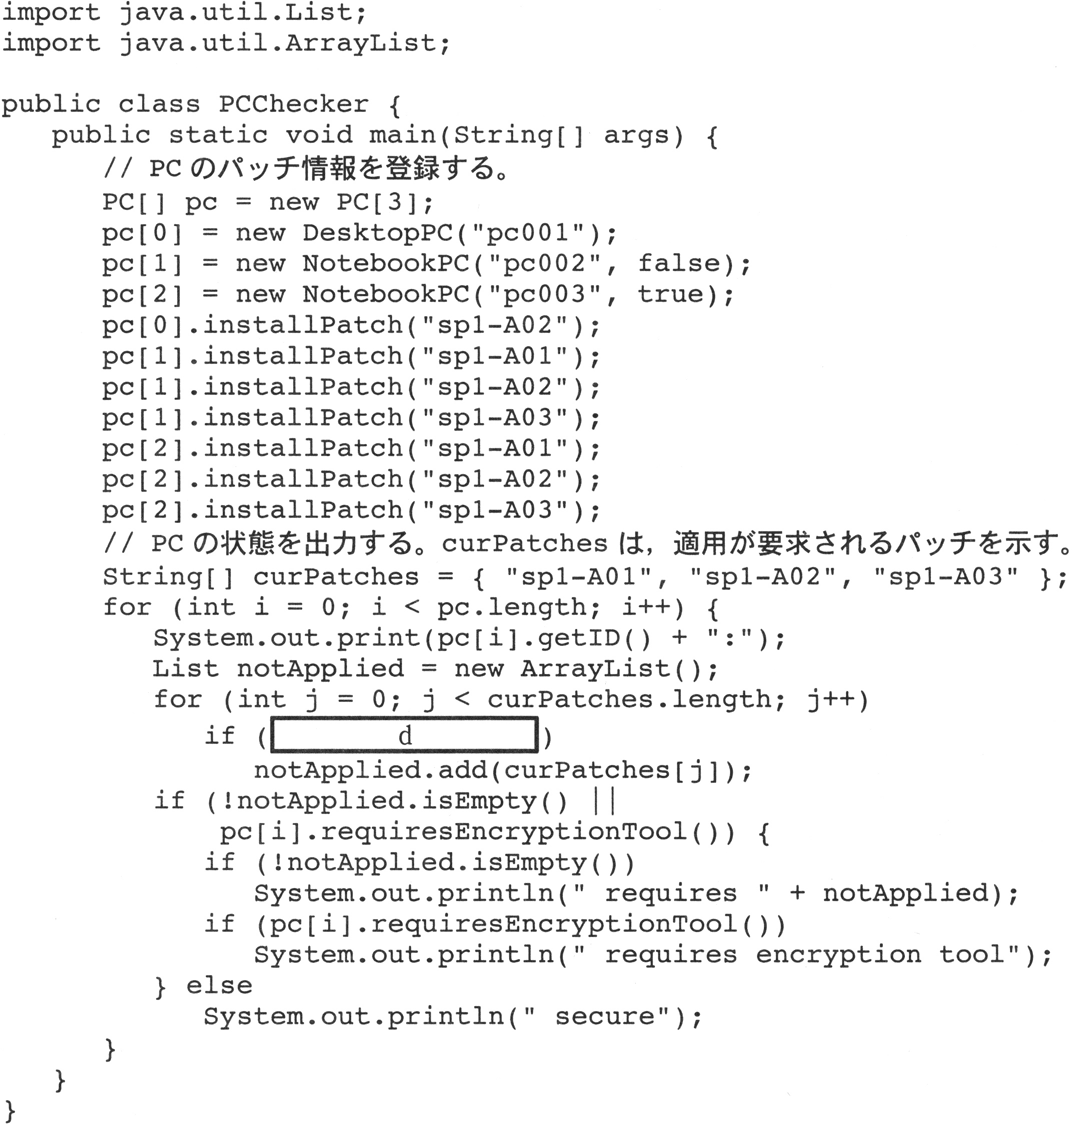 import java.util.List;
import java.util.ArrayList;

public class PCChecker {
   public static void main(String[] args) {
      // PC のパッチ情報を登録する。
      PC[] pc = new PC[3];
      pc[0] = new DesktopPC("pc001");
      pc[1] = new NotebookPC("pc002", false);
      pc[2] = new NotebookPC("pc003", true);
      pc[0].installPatch("sp1-A02");
      pc[1].installPatch("sp1-A01");
      pc[1].installPatch("sp1-A02");
      pc[1].installPatch("sp1-A03");
      pc[2].installPatch("sp1-A01");
      pc[2].installPatch("sp1-A02");
      pc[2].installPatch("sp1-A03");
      // PC の状態を出力する。curPatches は，適用が要求されるパッチを示す。
      String[] curPatches = { "sp1-A01", "sp1-A02", "sp1-A03" };
      for (int i = 0; i < pc.length; i++) {
         System.out.print(pc[i].getID() + ":");
         List notApplied = new ArrayList();
         for (int j = 0; j < curPatches.length; j++)
            if ( d )
               notApplied.add(curPatches[j]);
         if (!notApplied.isEmpty() ||
             pc[i].requiresEncryptionTool()) {
            if (!notApplied.isEmpty())
               System.out.println(" requires " + notApplied);
            if (pc[i].requiresEncryptionTool())
               System.out.println(" requires encryption tool");
         } else
            System.out.println(" secure");
      }
   }
}